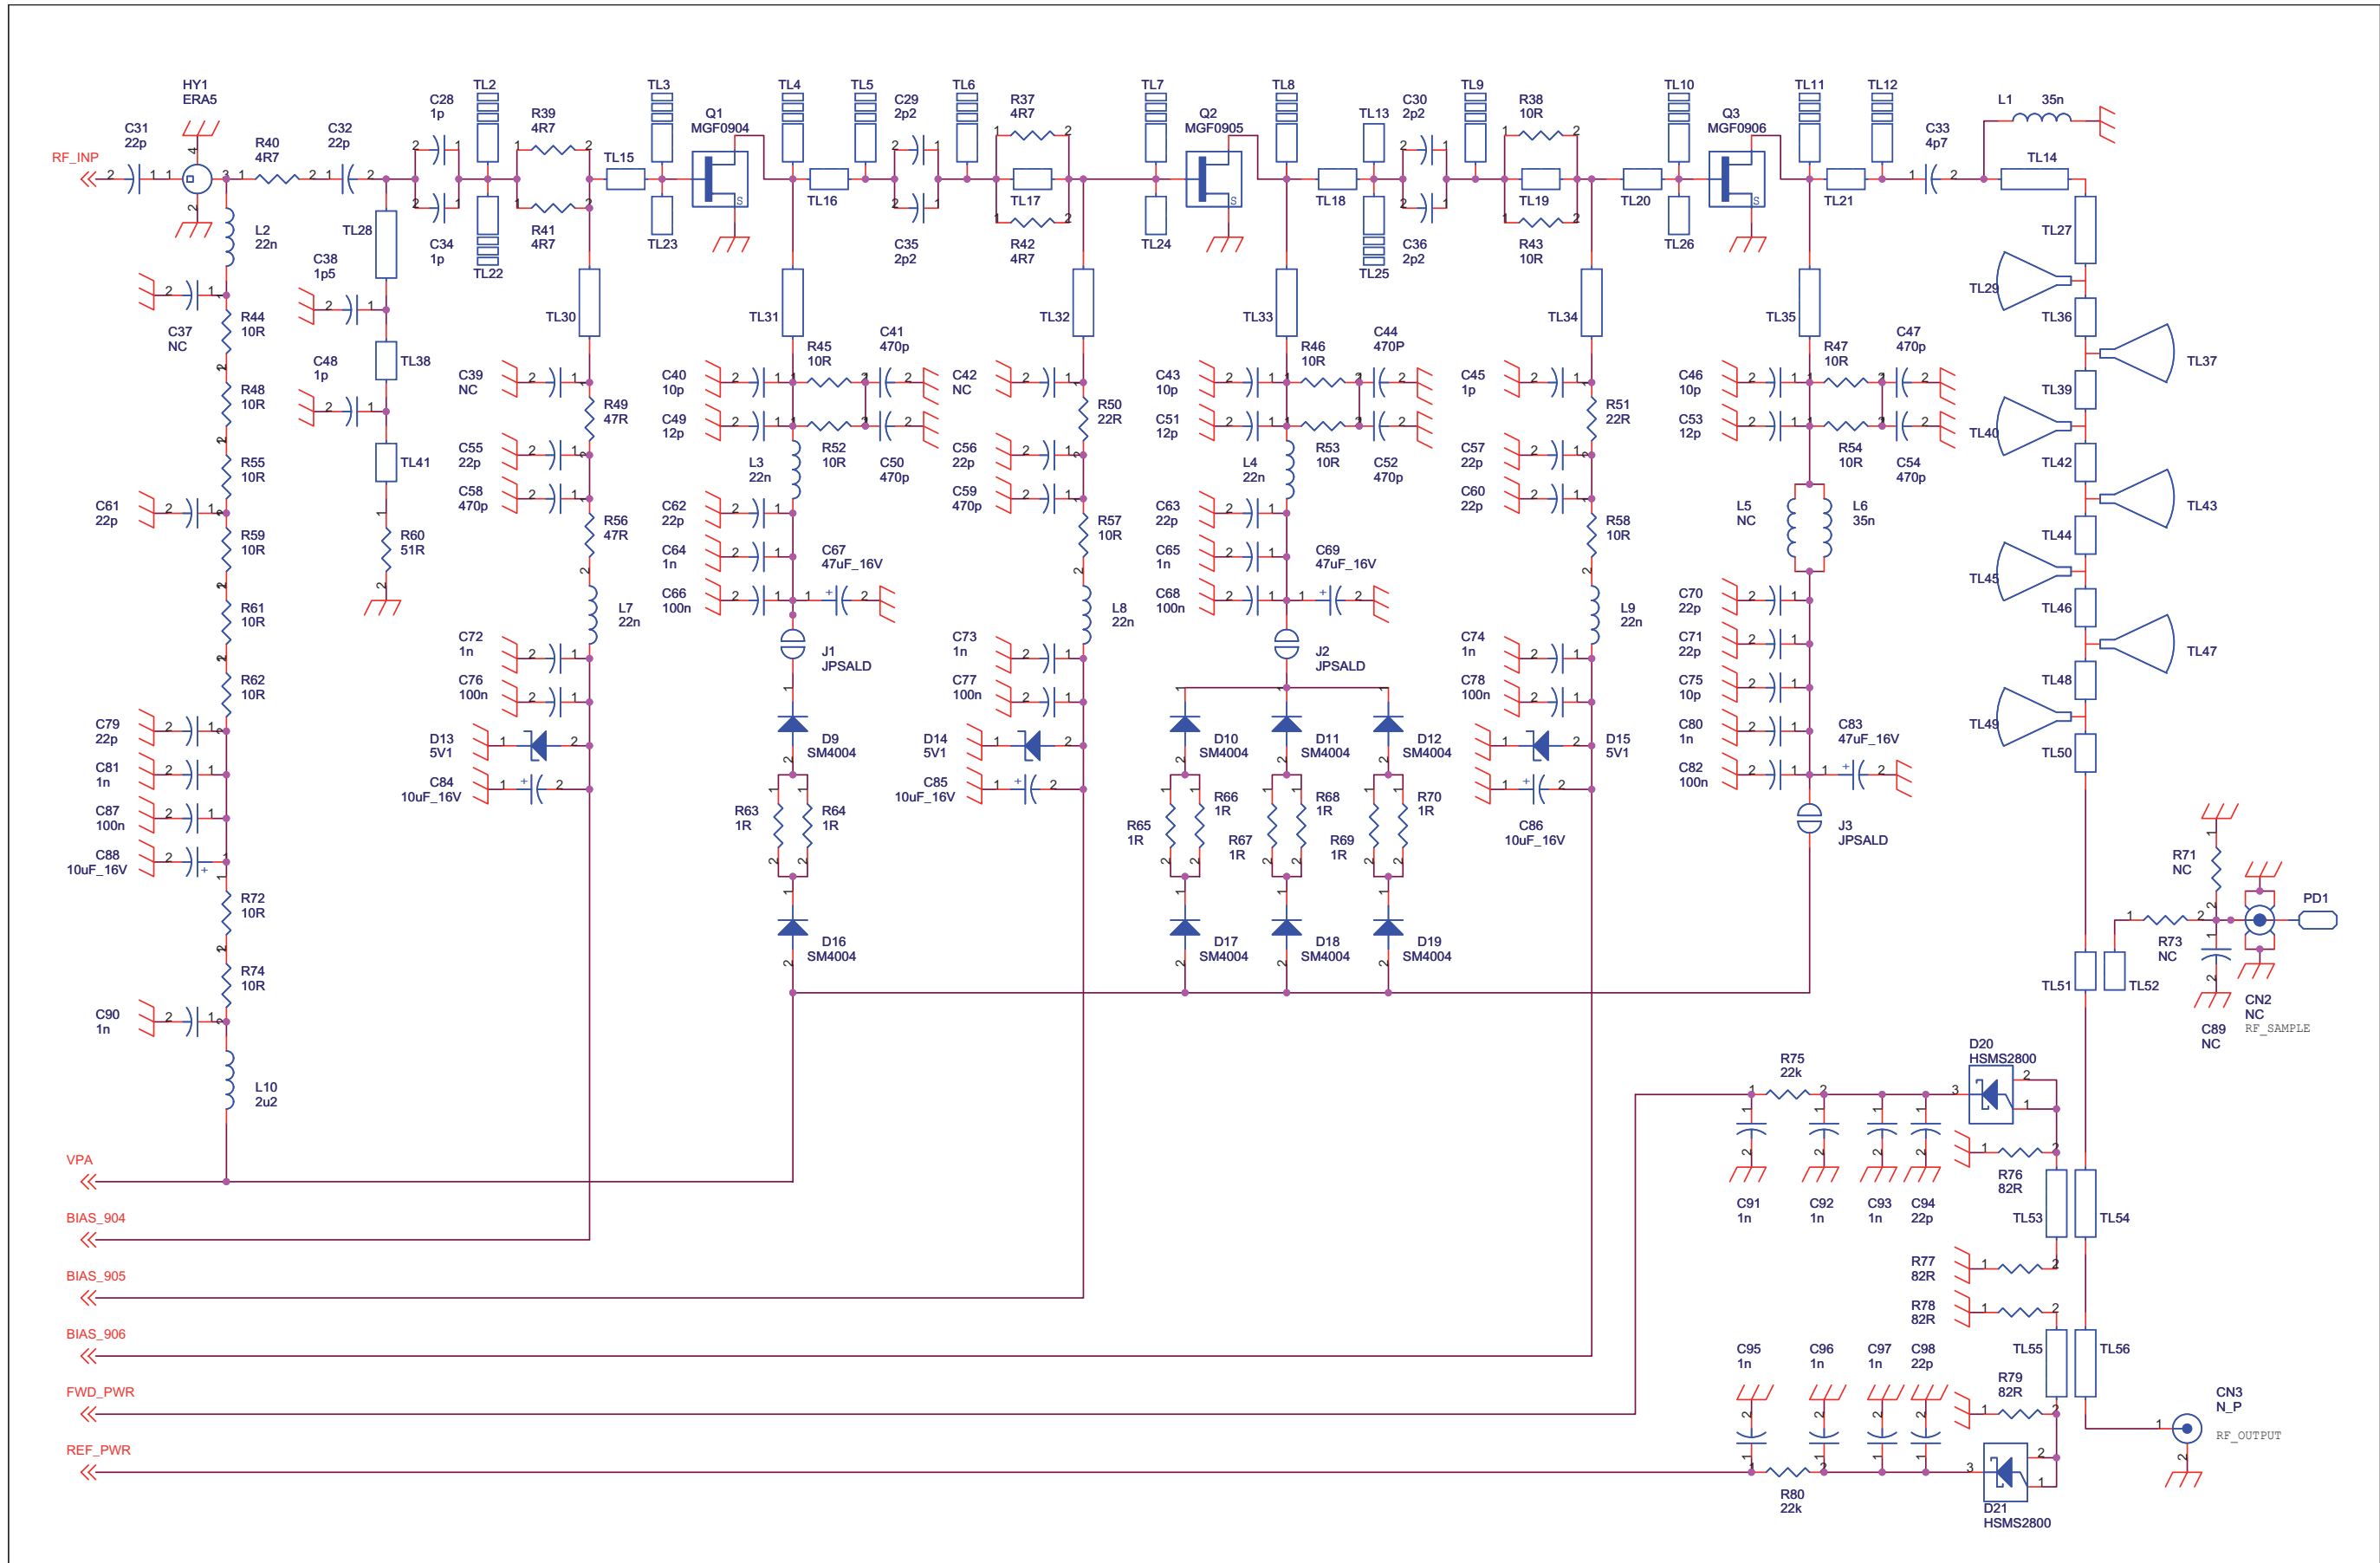 HY1
ERA5
C31
22p
RF_INP
R40
4R7
C32
22p
C28
1p
TL2
R39
4R7
TL3
TL15
Q1
MGF0904
TL4
TL5
C29
2p2
TL6
R37
4R7
TL7
Q2
MGF0905
TL8
TL13
C30
2p2
TL9
R38
10R
TL10
Q3
MGF0906
TL11
TL12
C33
4p7
L1 35n
TL14
L2
22n
TL28
C34
1p
TL22
R41
4R7
TL23
S
TL16
C35
2p2
TL17
R42
4R7
TL24
S
TL18
TL25
C36
2p2
TL19
R43
10R
TL20
TL26
S
TL21
TL27
C37
NC
C38
1p5
R44
10R
C48
1p
TL38
R48
10R
TL41
R55
10R
C61
22p
R59
10R
R60
51R
R61
10R
R62
10R
C79
22p
C81
1n
C87
100n
C88
10uF_16V
R72
10R
R74
10R
C90
1n
L10
2u2
TL30
C39
NC
R49
47R
C55
22p
C58
470p
R56
47R
L7
22n
C72
1n
C76
100n
D13
5V1
C84
10uF_16V
TL31
R45
10R
C41
470p
C40
10p
C49
12p
R52
10R
C50
470p
L3
22n
C62
22p
C64
1n
C67
47uF_16V
C66
100n
J1
JPSALD
D9
SM4004
R63
1R
R64
1R
D16
SM4004
TL32
C42
NC
R50
22R
C56
22p
C59
470p
R57
10R
L8
22n
C73
1n
C77
100n
D14
5V1
C85
10uF_16V
TL33
R46
10R
C44
470P
C43
10p
C51
12p
R53
10R
C52
470p
L4
22n
C63
22p
C65
1n
C69
47uF_16V
C68
100n
J2
JPSALD
D10
SM4004
D11
SM4004
D12
SM4004
R65
1R
R66
1R
R67
1R
R68
1R
R69
1R
R70
1R
D17
SM4004
D18
SM4004
D19
SM4004
TL34
C45
1p
R51
22R
C57
22p
C60
22p
R58
10R
L9
22n
C74
1n
C78
100n
D15
5V1
C86
10uF_16V
TL35
R47
10R
C47
470p
C46
10p
C53
12p
R54
10R
C54
470p
L5
NC
L6
35n
C70
22p
C71
22p
C75
10p
C80
1n
C83
47uF_16V
C82
100n
J3
JPSALD
TL29
TL36
TL37
TL39
TL40
TL42
TL43
TL44
TL45
TL46
TL47
TL48
TL49
TL50
R71
NC
PD1
R73
NC
TL51
TL52
CN2
NC
RF_SAMPLE
C89
NC
D20
HSMS2800
R75
22k
R76
82R
C91
1n
C92
1n
C93
1n
C94
22p
TL53
TL54
R77
82R
R78
82R
TL55
TL56
C95
1n
C96
1n
C97
1n
C98
22p
R79
82R
CN3
N_P
RF_OUTPUT
R80
22k
D21
HSMS2800
VPA
BIAS_904
BIAS_905
BIAS_906
FWD_PWR
REF_PWR